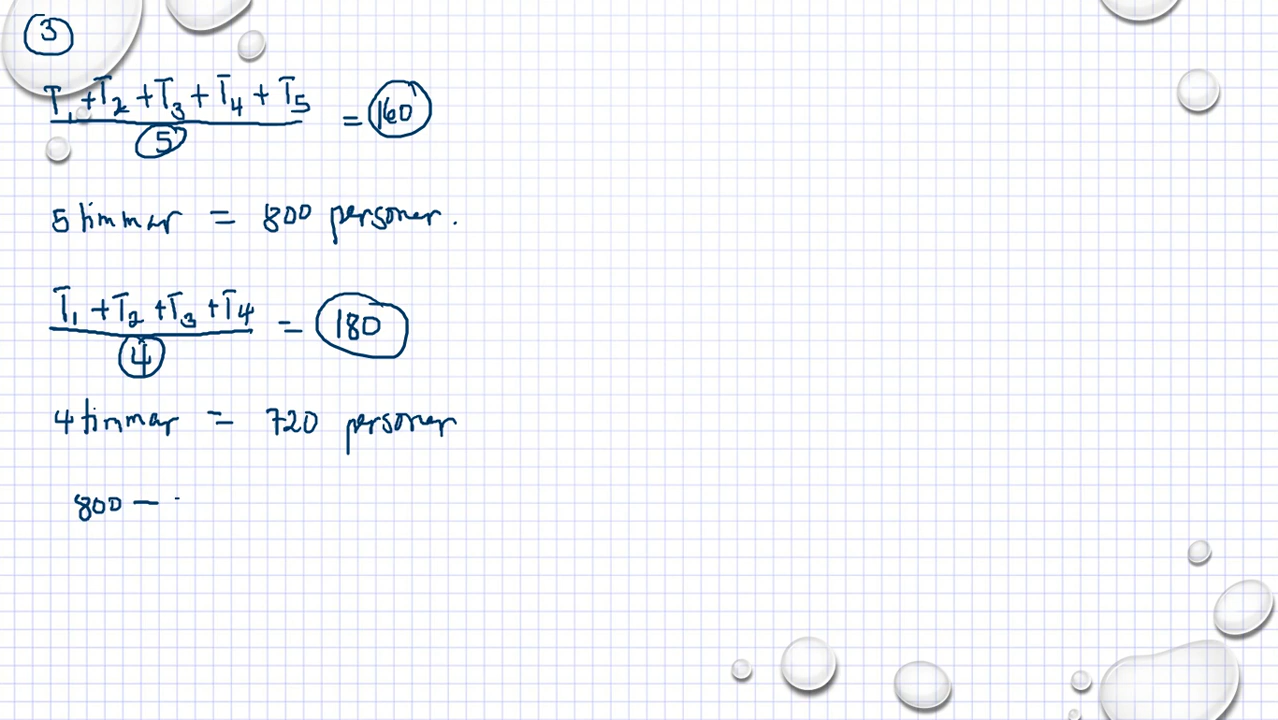 3
T1 + T2 + T3 + T4 + T5
= 160
5
5 timmar = 800 personer.
T1 + T2 + T3 + T4
= 180
4
4 timmar = 720 personer
800 —